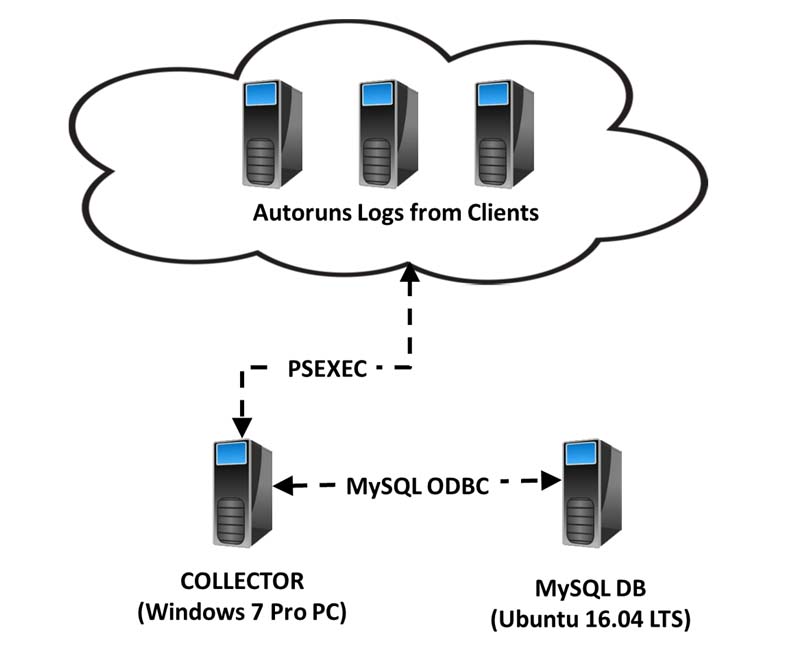 Autoruns Logs from Clients
PSEXEC
MySQL ODBC
COLLECTOR
(Windows 7 Pro PC)
MySQL DB
(Ubuntu 16.04 LTS)